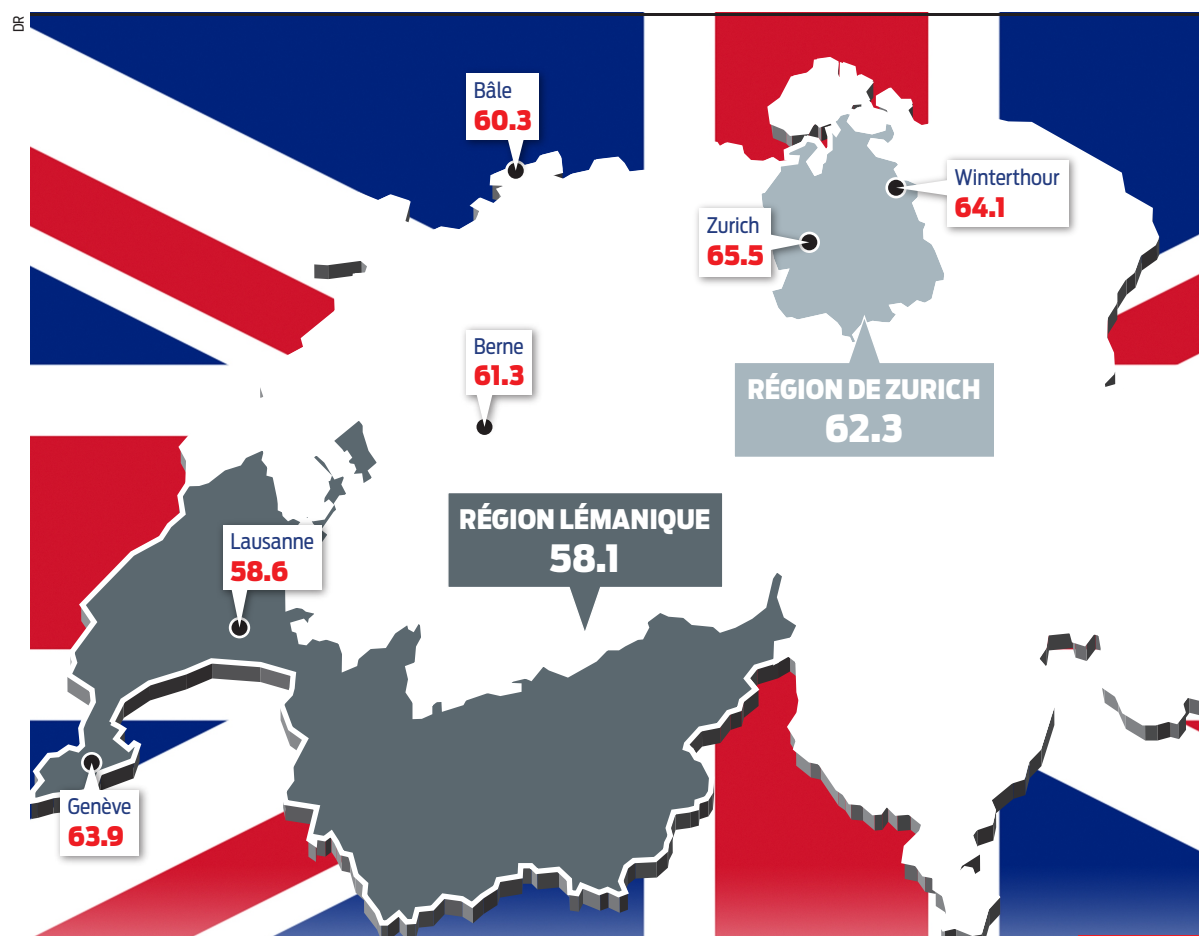 DR
Bâle
60.3
Winterthour
64.1
Zurich
65.5
Berne
61.3
RÉGION DE ZURICH
62.3
RÉGION LÉMANIQUE
58.1
Lausanne
58.6
Genève
63.9